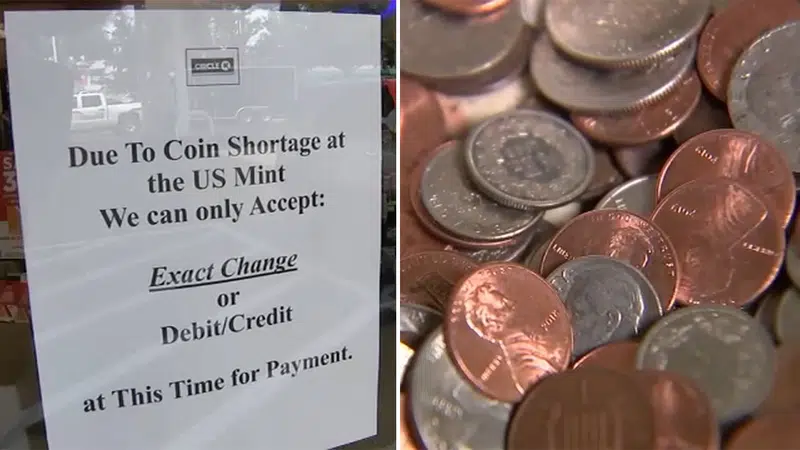 CIRCLE K
Due To Coin Shortage at
the US Mint
We can only Accept:
Exact Change
or
Debit/Credit
at This Time for Payment.